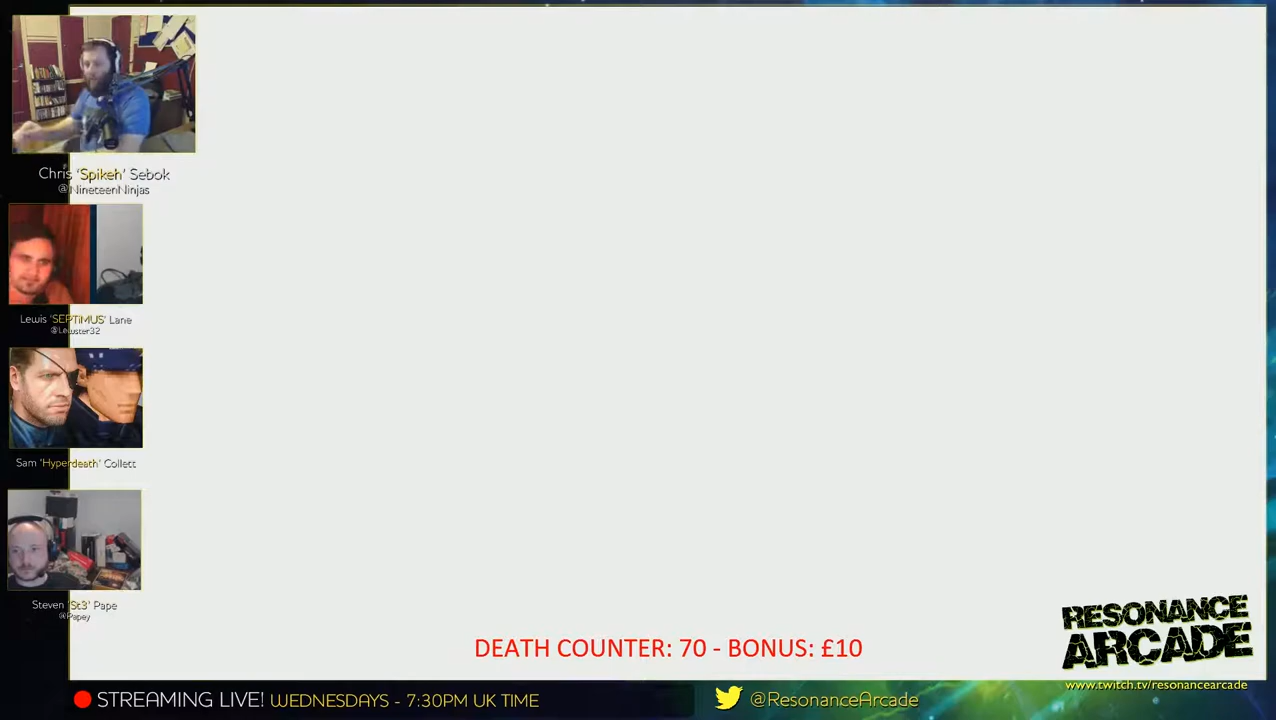 Chris 'Spikeh' Sebok
@NineteenNinjas
Lewis 'SEPTiMUS' Lane
@Lewster32
Sam 'Hyperdeath' Collett
Steven 'St3' Pape
@Papey
DEATH COUNTER: 70 - BONUS: £10
RESONANCE
ARCADE
www.twitch.tv/resonancearcade
STREAMING LIVE! WEDNESDAYS - 7:30PM UK TIME
@ResonanceArcade